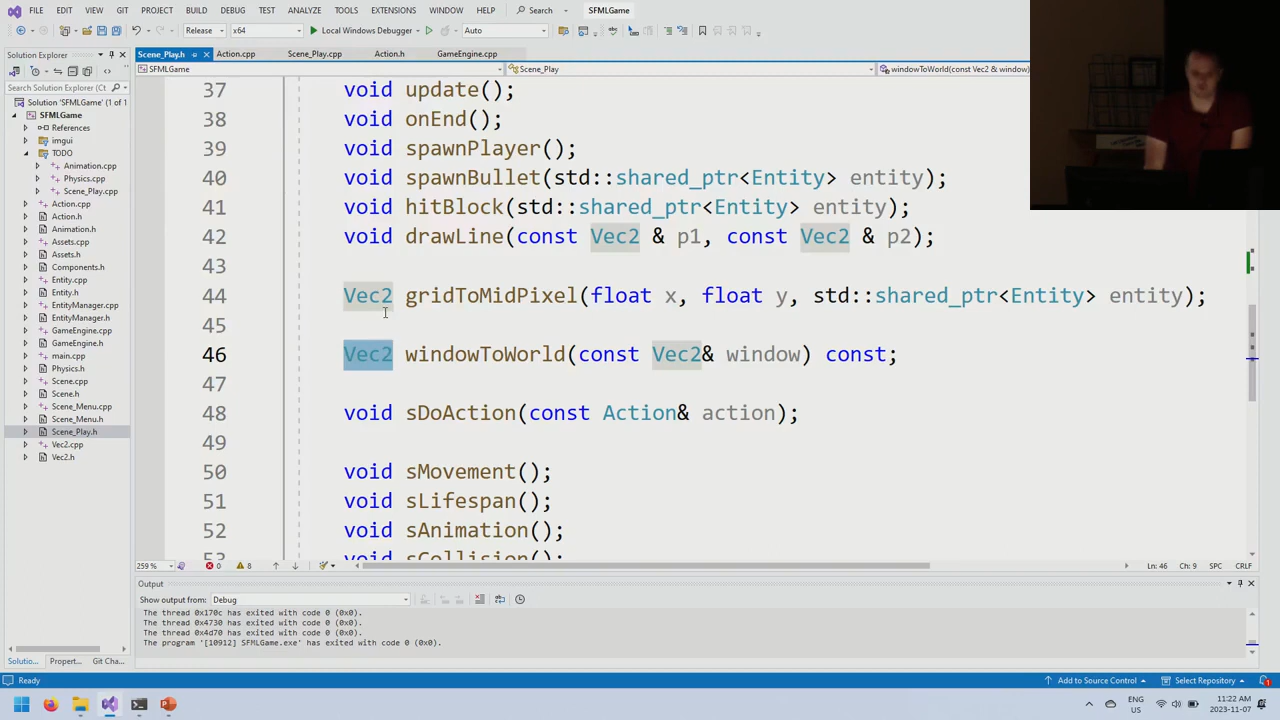 FILE EDIT VIEW GIT PROJECT BUILD DEBUG TEST ANALYZE TOOLS EXTENSIONS WINDOW HELP Search SFMLGame
Release x64 Local Windows Debugger Auto
Solution Explorer
Scene_Play.h Action.cpp Scene_Play.cpp Action.h GameEngine.cpp
SFMLGame Scene_Play windowToWorld(const Vec2 & window)
Search Solution Explorer (Ct
Solution 'SFMLGame' (1 of 1
SFMLGame
References
imgui
TODO
Animation.cpp
Physics.cpp
Scene_Play.cpp
Action.cpp
Action.h
Animation.h
Assets.cpp
Assets.h
Components.h
Entity.cpp
Entity.h
EntityManager.cpp
EntityManager.h
GameEngine.cpp
GameEngine.h
main.cpp
Physics.h
Scene.cpp
Scene.h
Scene_Menu.cpp
Scene_Menu.h
Scene_Play.h
Vec2.cpp
Vec2.h
Soluti... Propert... Git Cha...
37 void update();
38 void onEnd();
39 void spawnPlayer();
40 void spawnBullet(std::shared_ptr<Entity> entity);
41 void hitBlock(std::shared_ptr<Entity> entity);
42 void drawLine(const Vec2 & p1, const Vec2 & p2);
43
44 Vec2 gridToMidPixel(float x, float y, std::shared_ptr<Entity> entity);
45
46 Vec2 windowToWorld(const Vec2& window) const;
47
48 void sDoAction(const Action& action);
49
50 void sMovement();
51 void sLifespan();
52 void sAnimation();
53 void sCollision();
259 % 0 8 Ln: 46 Ch: 9 SPC CRLF
Output
Show output from: Debug
The thread 0x170c has exited with code 0 (0x0).
The thread 0x4730 has exited with code 0 (0x0).
The thread 0x4d70 has exited with code 0 (0x0).
The program '[10912] SFMLGame.exe' has exited with code 0 (0x0).
Ready Add to Source Control Select Repository 1
ENG US 11:22 AM 2023-11-07